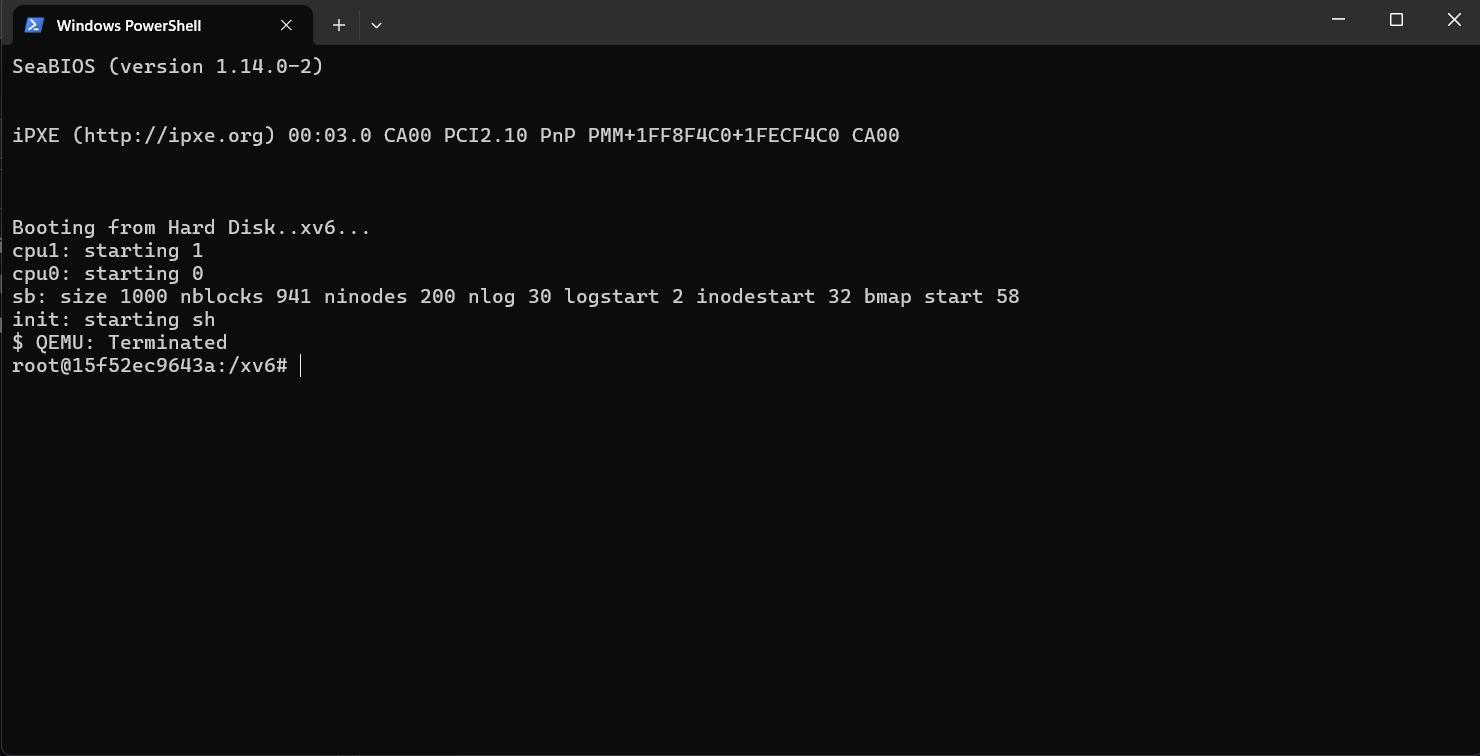 Windows PowerShell
SeaBIOS (version 1.14.0-2)
iPXE (http://ipxe.org) 00:03.0 CA00 PCI2.10 PnP PMM+1FF8F4C0+1FECF4C0 CA00
Booting from Hard Disk..xv6...
cpu1: starting 1
cpu0: starting 0
sb: size 1000 nblocks 941 ninodes 200 nlog 30 logstart 2 inodestart 32 bmap start 58
init: starting sh
$ QEMU: Terminated
root@15f52ec9643a:/xv6#